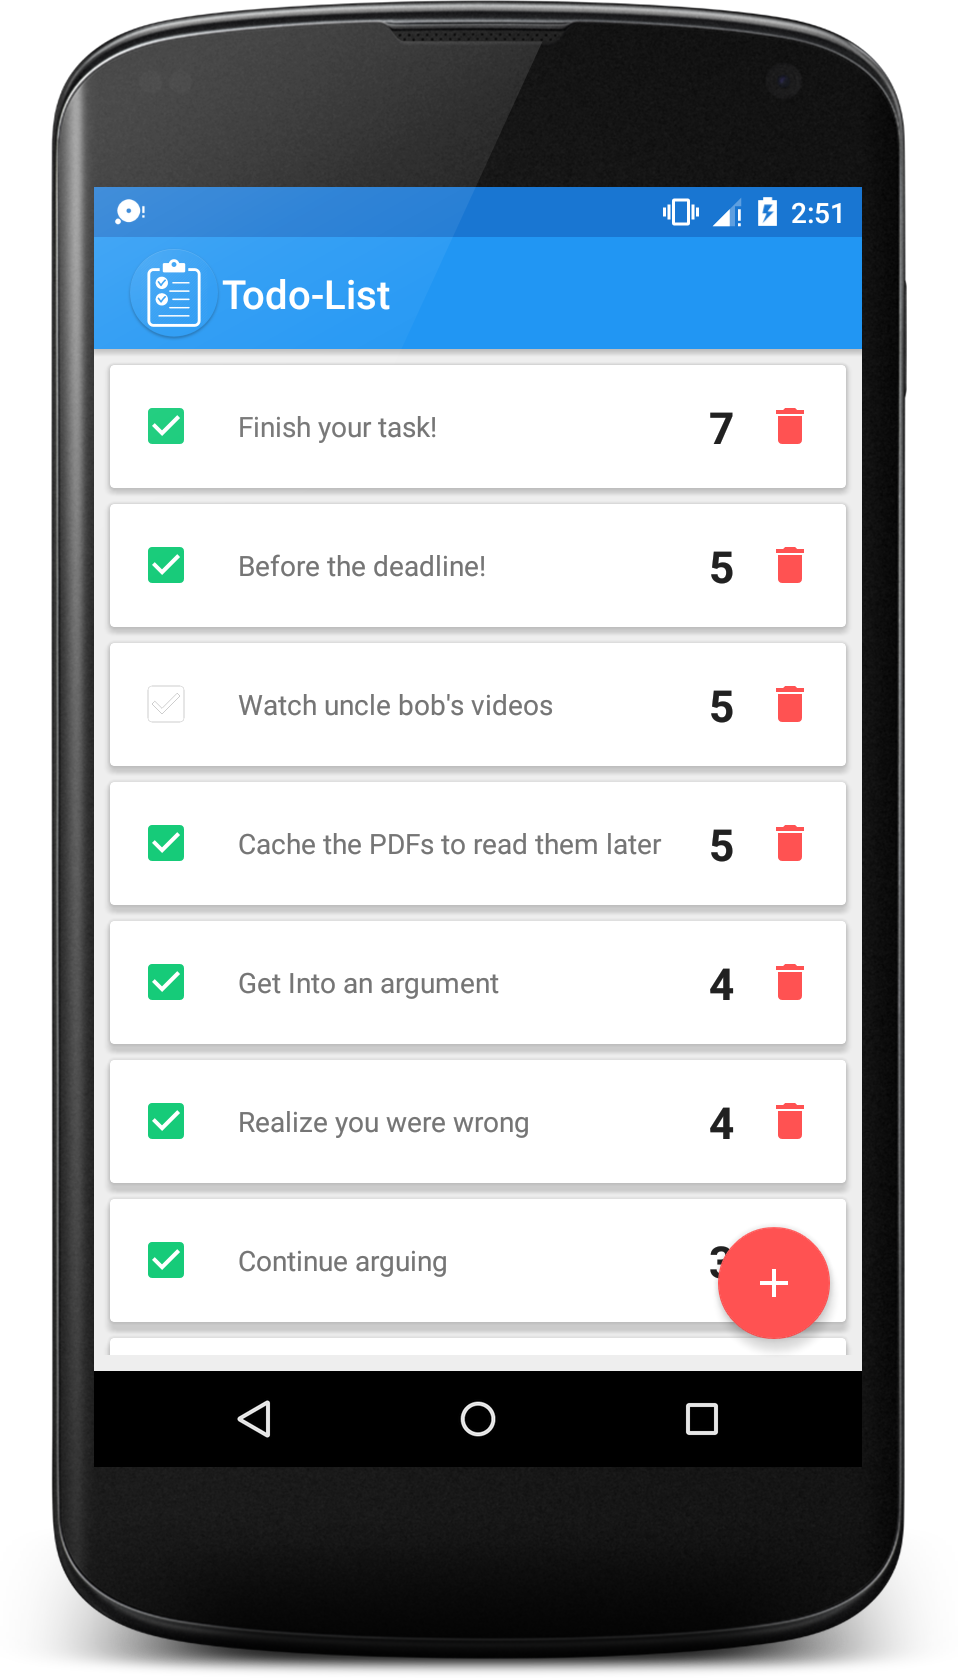 2:51
Todo-List
Finish your task! 7
Before the deadline! 5
Watch uncle bob's videos 5
Cache the PDFs to read them later 5
Get Into an argument 4
Realize you were wrong 4
Continue arguing 3